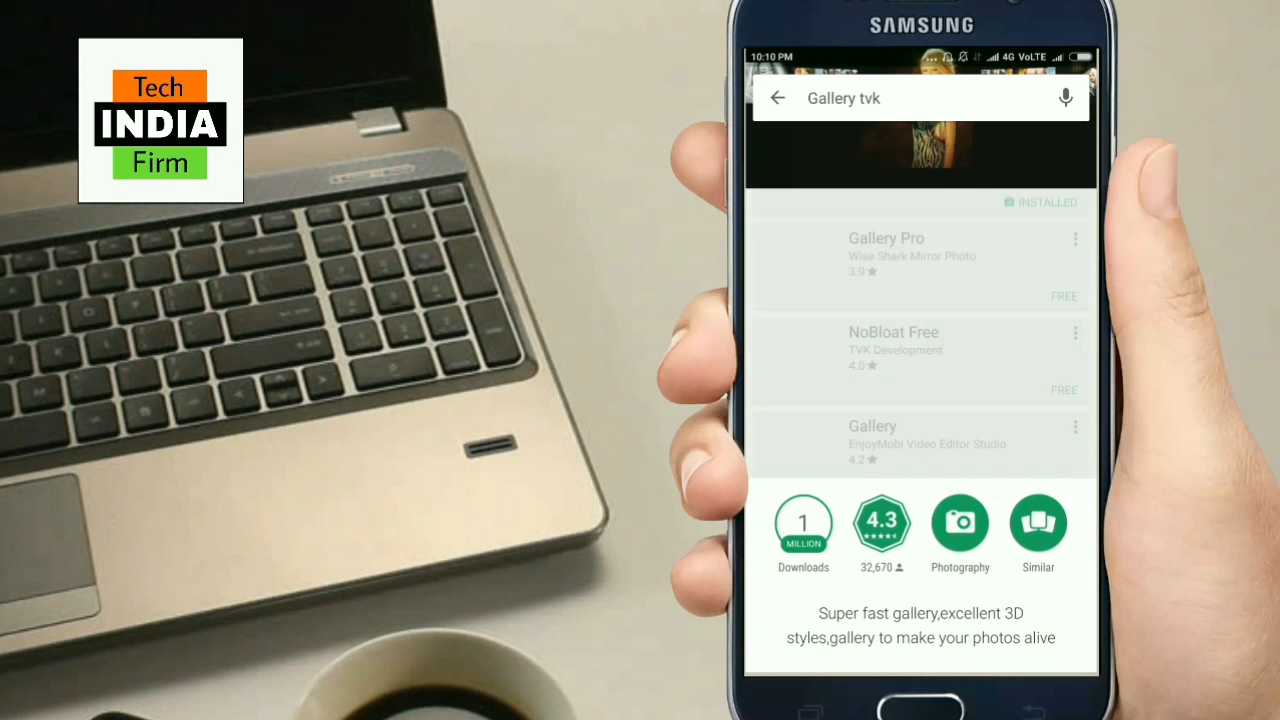 Tech
INDIA
Firm
SAMSUNG
10:10 PM
4G VoLTE
Gallery tvk
INSTALLED
Gallery Pro
Wise Shark Mirror Photo
3.9
FREE
NoBloat Free
TVK Development
4.0
FREE
Gallery
EnjoyMobi Video Editor Studio
4.2
1
MILLION
4.3
Downloads
32,670
Photography
Similar
Super fast gallery,excellent 3D
styles,gallery to make your photos alive